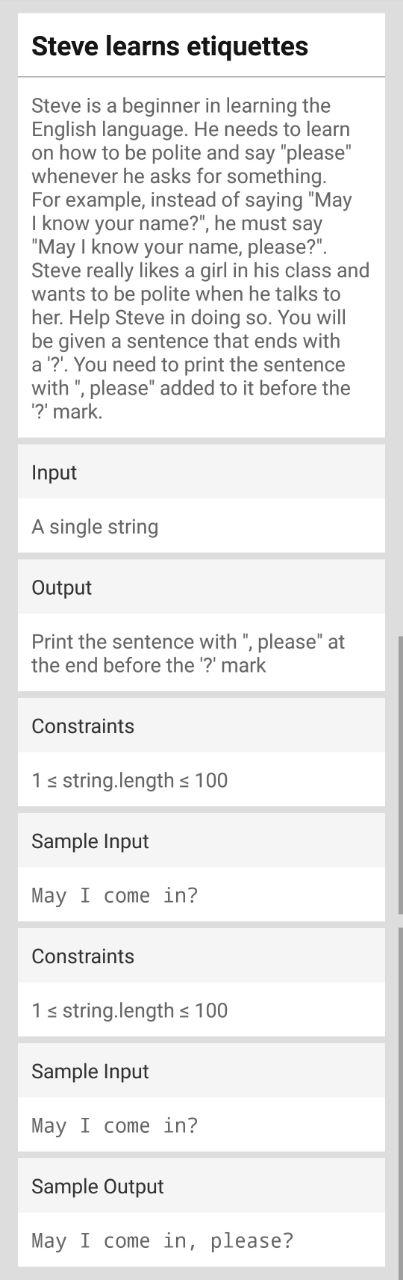 Steve learns etiquettes
Steve is a beginner in learning the
English language. He needs to learn
on how to be polite and say "please"
whenever he asks for something.
For example, instead of saying "May
I know your name?", he must say
"May I know your name, please?".
Steve really likes a girl in his class and
wants to be polite when he talks to
her. Help Steve in doing so. You will
be given a sentence that ends with
a '?'. You need to print the sentence
with ", please" added to it before the
'?' mark.
Input
A single string
Output
Print the sentence with ", please" at
the end before the '?' mark
Constraints
1 ≤ string.length ≤ 100
Sample Input
May I come in?
Constraints
1 ≤ string.length ≤ 100
Sample Input
May I come in?
Sample Output
May I come in, please?